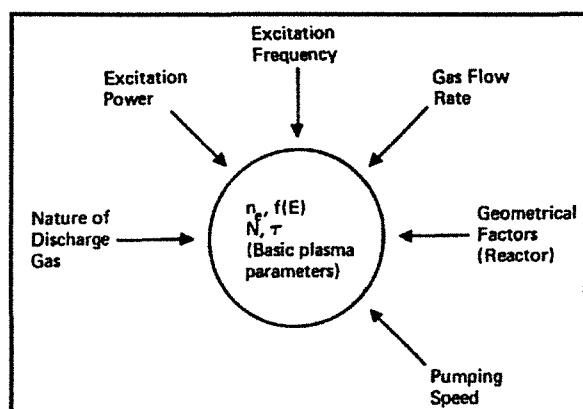 Excitation
Frequency
Excitation
Power
Gas Flow
Rate
Nature of
Discharge
Gas
nₑ, f(E)
N, τ
(Basic plasma
parameters)
Geometrical
Factors
(Reactor)
Pumping
Speed